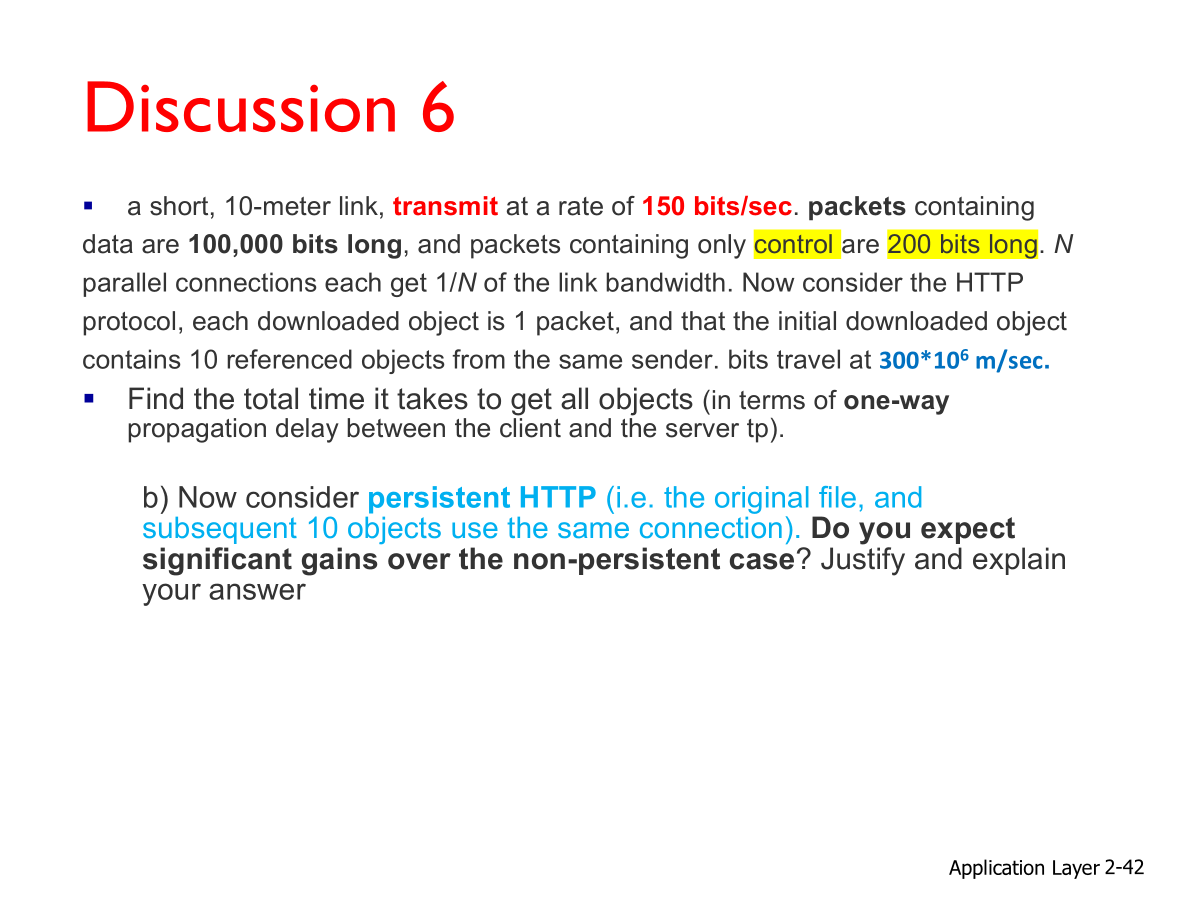 Discussion 6
▪ a short, 10-meter link, transmit at a rate of 150 bits/sec. packets containing
data are 100,000 bits long, and packets containing only control are 200 bits long. N
parallel connections each get 1/N of the link bandwidth. Now consider the HTTP
protocol, each downloaded object is 1 packet, and that the initial downloaded object
contains 10 referenced objects from the same sender. bits travel at 300*10⁶ m/sec.
▪ Find the total time it takes to get all objects (in terms of one-way
propagation delay between the client and the server tp).
b) Now consider persistent HTTP (i.e. the original file, and
subsequent 10 objects use the same connection). Do you expect
significant gains over the non-persistent case? Justify and explain
your answer
Application Layer 2-42